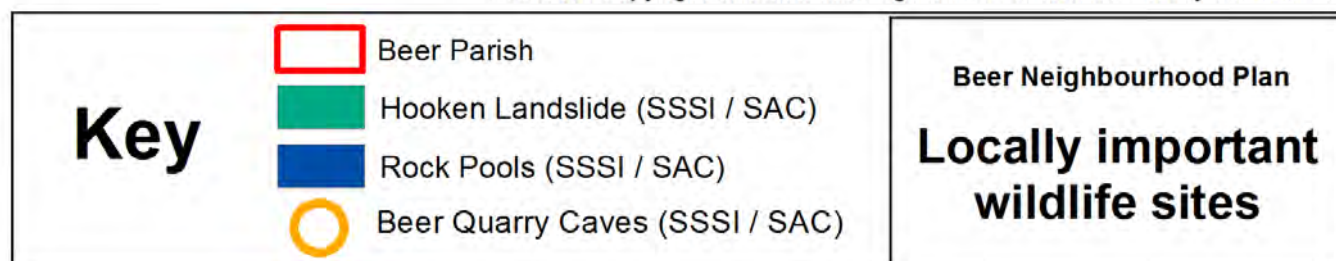 Key
Beer Parish
Hooken Landslide (SSSI / SAC)
Rock Pools (SSSI / SAC)
Beer Quarry Caves (SSSI / SAC)
Beer Neighbourhood Plan
Locally important
wildlife sites